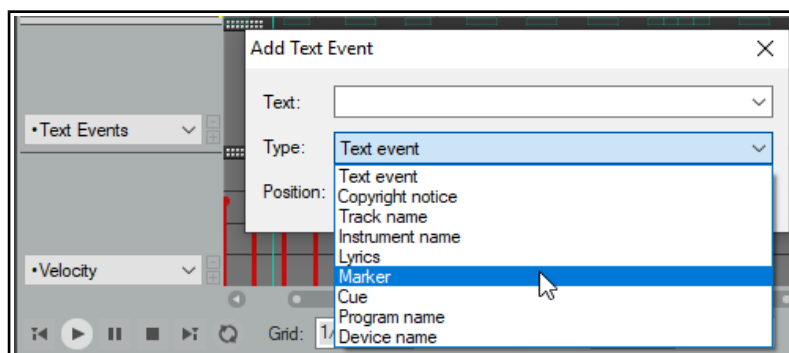 Add Text Event
Text:
•Text Events
Type: Text event
Text event
Position: Copyright notice
Track name
Instrument name
Lyrics
•Velocity
Marker
Cue
Program name
Grid: 1/
Device name